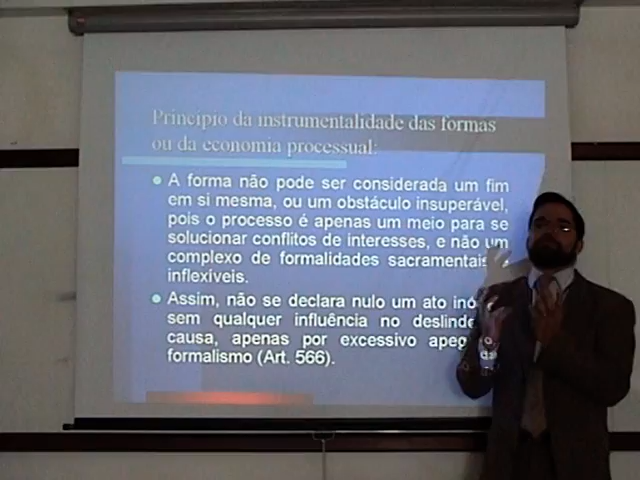 Princípio da instrumentalidade das formas
ou da economia processual:
A forma não pode ser considerada um fim
em si mesma, ou um obstáculo insuperável,
pois o processo é apenas um meio para se
solucionar conflitos de interesses, e não um
complexo de formalidades sacramentais
inflexíveis.
Assim, não se declara nulo um ato
sem qualquer influência no deslinde
causa, apenas por excessivo
formalismo (Art. 566).